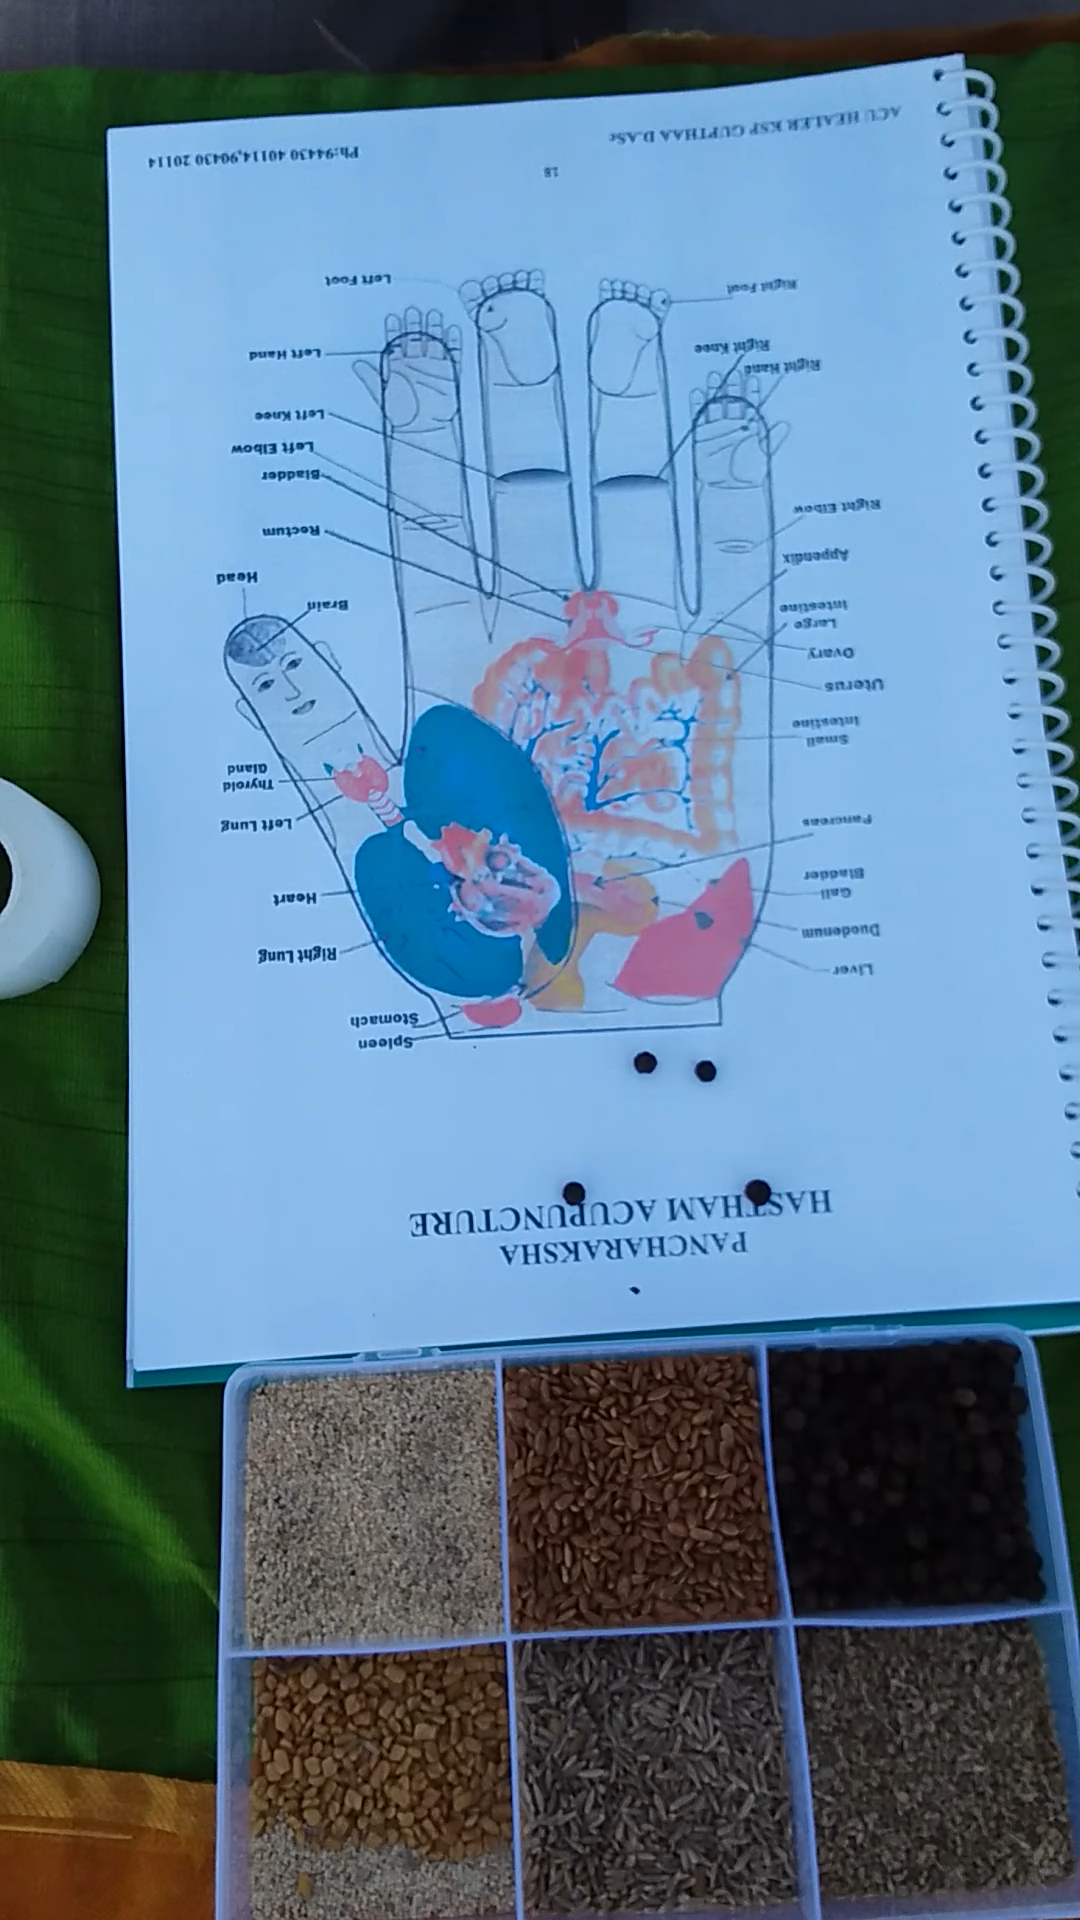 PANCHARAKSHA
HASTHAM ACUPUNCTURE
Spleen
Stomach
Liver
Right Lung
Duodenum
Heart
Gall
Bladder
Left Lung
Pancreas
Thyroid
Gland
Small
Intestine
Uterus
Brain
Ovary
Head
Large
Intestine
Rectum
Appendix
Bladder
Right Elbow
Left Elbow
Left Knee
Right Hand
Left Hand
Right Knee
Left Foot
Right Foot
18
ACU HEALER KSP GUPTHAA D.ASc
Ph:94430 40114,90430 20114